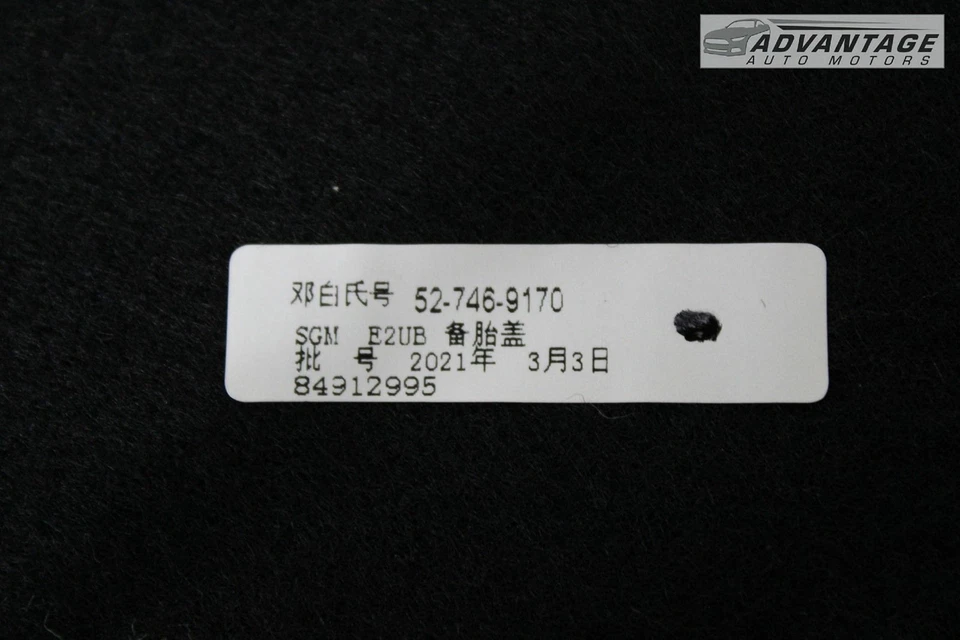 ADVANTAGE
AUTO MOTORS
邓白氏号 52-746-9170
SGM E2UB 备胎盖
批 号 2021年 3月3日
84912995